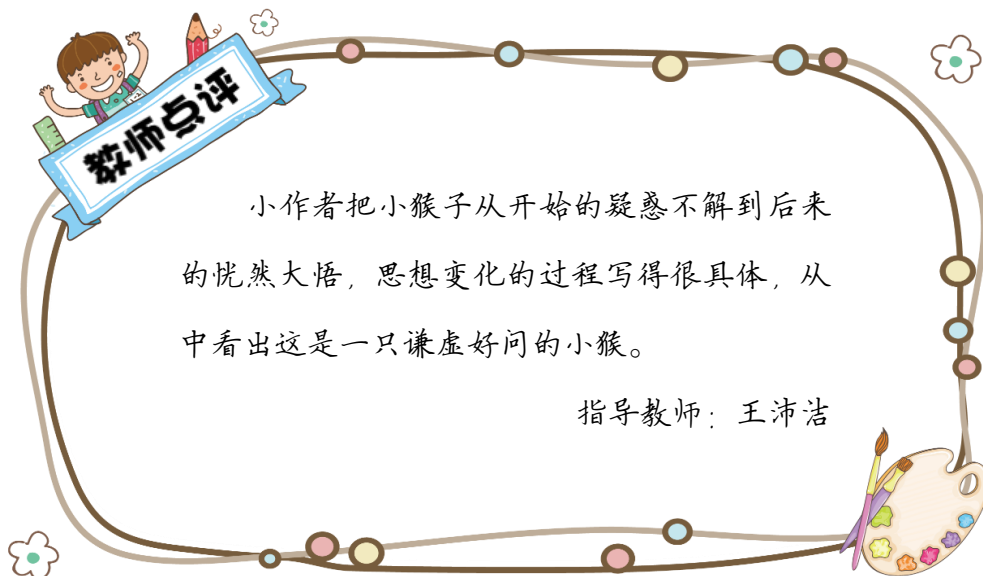 教师点评
小作者把小猴子从开始的疑惑不解到后来
的恍然大悟，思想变化的过程写得很具体，从
中看出这是一只谦虚好问的小猴。
指导教师：王沛洁